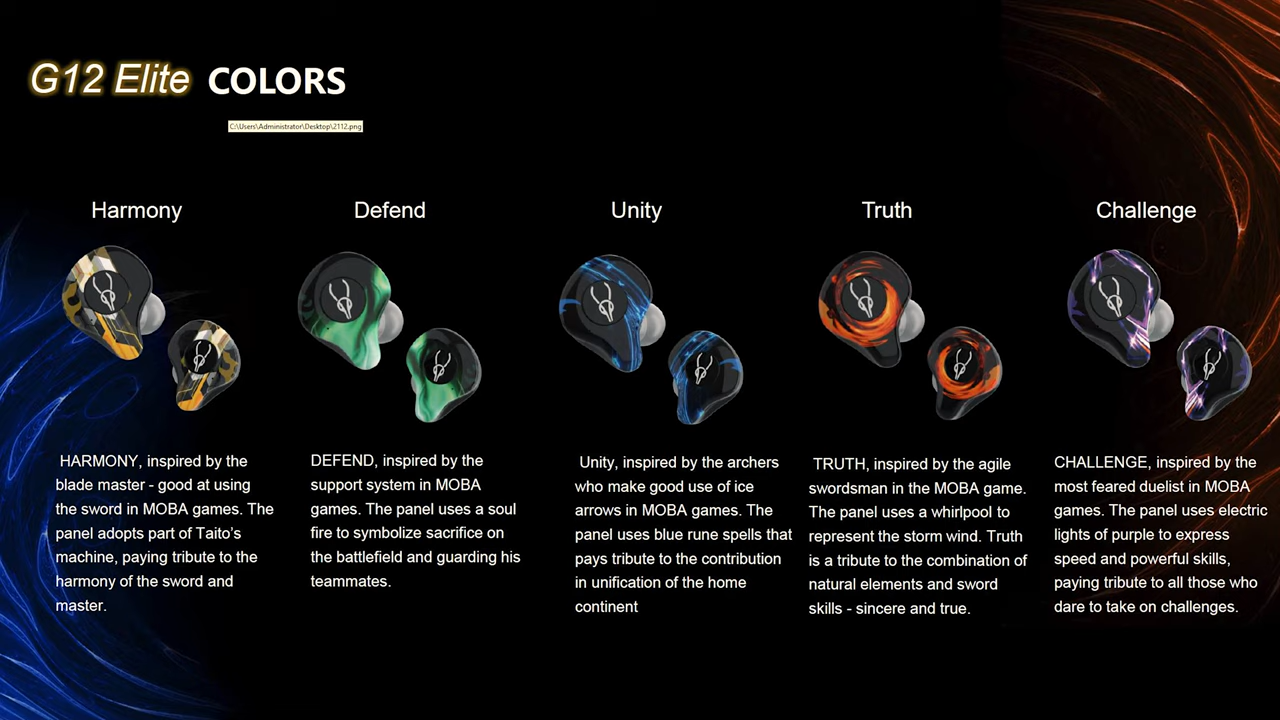 G12 Elite COLORS
C:\Users\Administrator\Desktop\2112.png
Harmony
Defend
Unity
Truth
Challenge
HARMONY, inspired by the
blade master - good at using
the sword in MOBA games. The
panel adopts part of Taito's
machine, paying tribute to the
harmony of the sword and
master.
DEFEND, inspired by the
support system in MOBA
games. The panel uses a soul
fire to symbolize sacrifice on
the battlefield and guarding his
teammates.
Unity, inspired by the archers
who make good use of ice
arrows in MOBA games. The
panel uses blue rune spells that
pays tribute to the contribution
in unification of the home
continent
TRUTH, inspired by the agile
swordsman in the MOBA game.
The panel uses a whirlpool to
represent the storm wind. Truth
is a tribute to the combination of
natural elements and sword
skills - sincere and true.
CHALLENGE, inspired by the
most feared duelist in MOBA
games. The panel uses electric
lights of purple to express
speed and powerful skills,
paying tribute to all those who
dare to take on challenges.